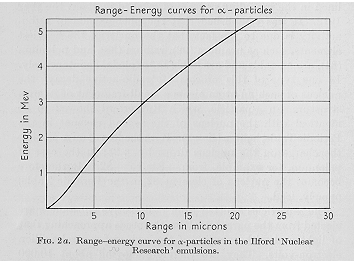 Range-Energy curves for α-particles
5
4
3
2
1
Energy in Mev
5 10 15 20 25 30
Range in microns
FIG. 2a. Range-energy curve for α-particles in the Ilford 'Nuclear
Research' emulsions.